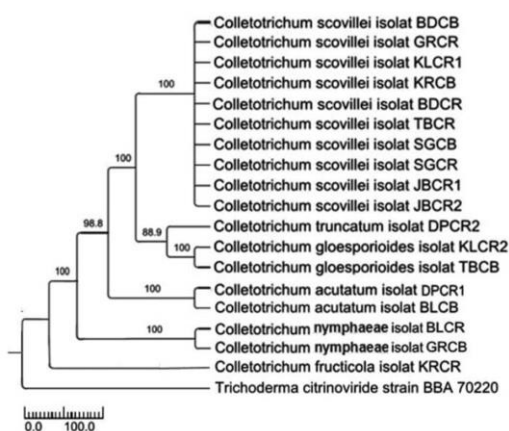 Colletotrichum scovillei isolat BDCB
Colletotrichum scovillei isolat GRCR
Colletotrichum scovillei isolat KLCR1
Colletotrichum scovillei isolat KRCB
100
Colletotrichum scovillei isolat BDCR
Colletotrichum scovillei isolat TBCR
Colletotrichum scovillei isolat SGCB
100
Colletotrichum scovillei isolat SGCR
Colletotrichum scovillei isolat JBCR1
Colletotrichum scovillei isolat JBCR2
98.8
Colletotrichum truncatum isolat DPCR2
88.9
100
Colletotrichum gloesporioides isolat KLCR2
Colletotrichum gloesporioides isolat TBCB
100
100
Colletotrichum acutatum isolat DPCR1
Colletotrichum acutatum isolat BLCB
100
Colletotrichum nymphaeae isolat BLCR
Colletotrichum nymphaeae isolat GRCB
Colletotrichum fructicola isolat KRCR
Trichoderma citrinoviride strain BBA 70220
0.0 100.0